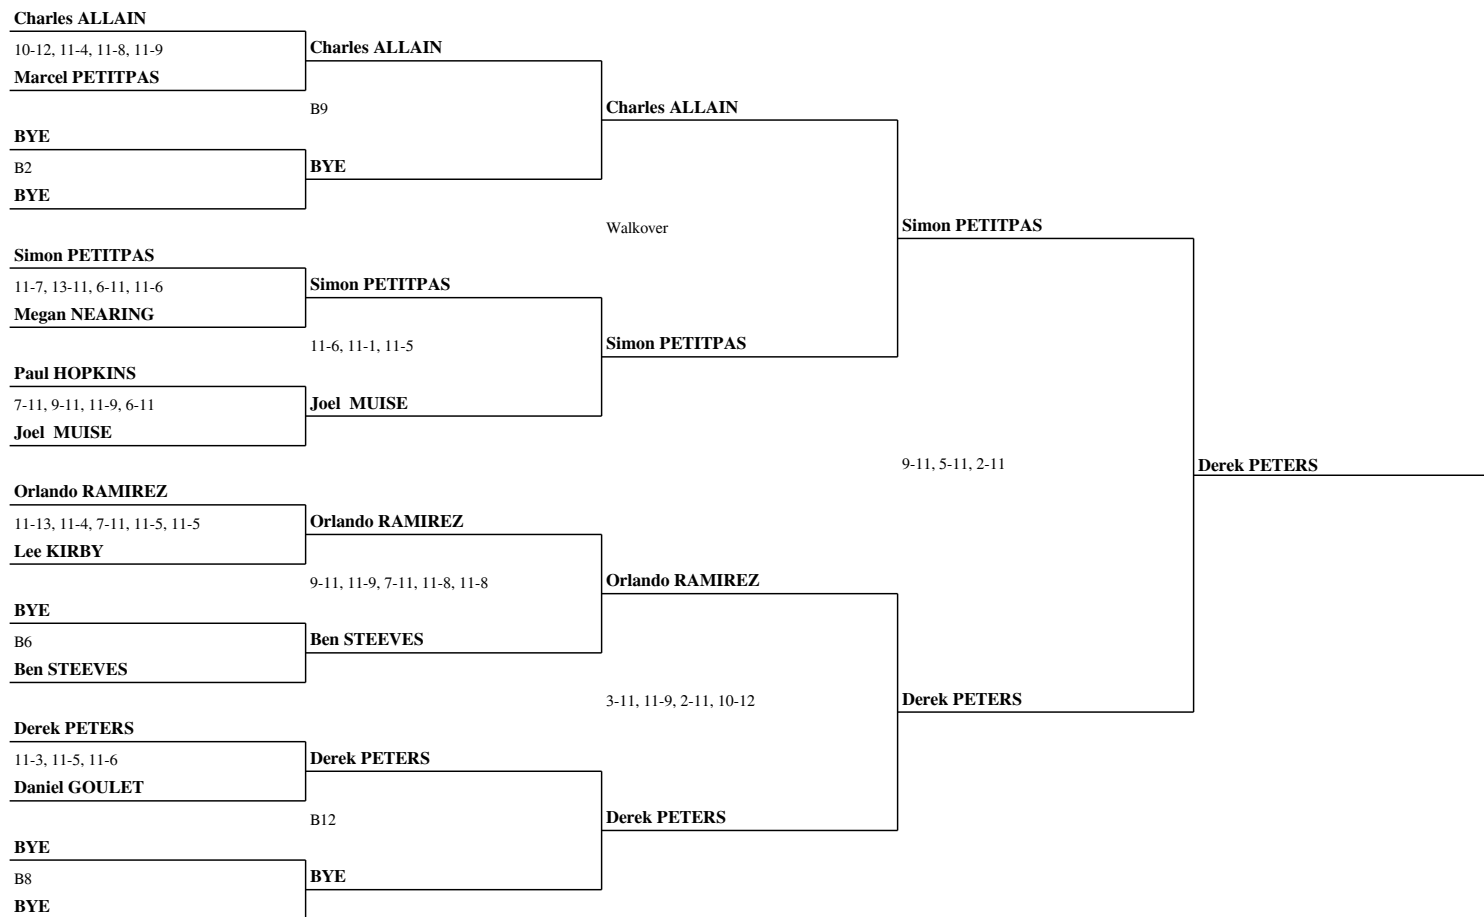 Charles ALLAIN
10-12, 11-4, 11-8, 11-9
Marcel PETITPAS
BYE
B2
BYE
Simon PETITPAS
11-7, 13-11, 6-11, 11-6
Megan NEARING
Paul HOPKINS
7-11, 9-11, 11-9, 6-11
Joel  MUISE
Orlando RAMIREZ
11-13, 11-4, 7-11, 11-5, 11-5
Lee KIRBY
BYE
B6
Ben STEEVES
Derek PETERS
11-3, 11-5, 11-6
Daniel GOULET
BYE
B8
BYE
Charles ALLAIN
B9
BYE
Simon PETITPAS
11-6, 11-1, 11-5
Joel  MUISE
Orlando RAMIREZ
9-11, 11-9, 7-11, 11-8, 11-8
Ben STEEVES
Derek PETERS
B12
BYE
Charles ALLAIN
Walkover
Simon PETITPAS
Orlando RAMIREZ
3-11, 11-9, 2-11, 10-12
Derek PETERS
Simon PETITPAS
9-11, 5-11, 2-11
Derek PETERS
Derek PETERS